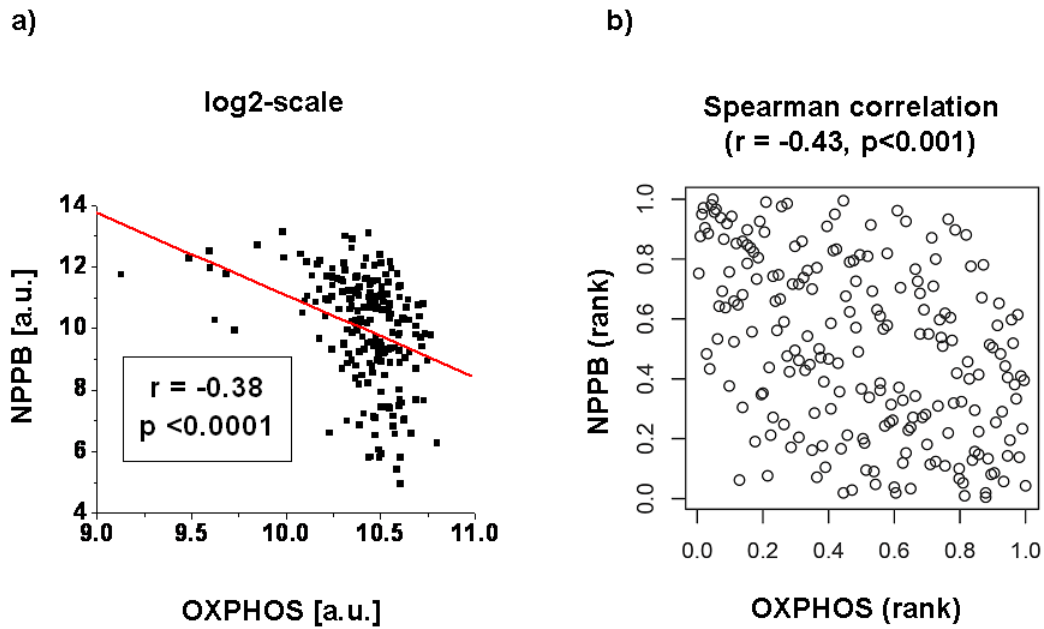 a)
log2-scale
NPPB [a.u.]
14
12
10
8
6
4
r = -0.38
p <0.0001
9.0 9.5 10.0 10.5 11.0
OXPHOS [a.u.]
b)
Spearman correlation
(r = -0.43, p<0.001)
NPPB (rank)
1.0
0.8
0.6
0.4
0.2
0.0
0.0 0.2 0.4 0.6 0.8 1.0
OXPHOS (rank)